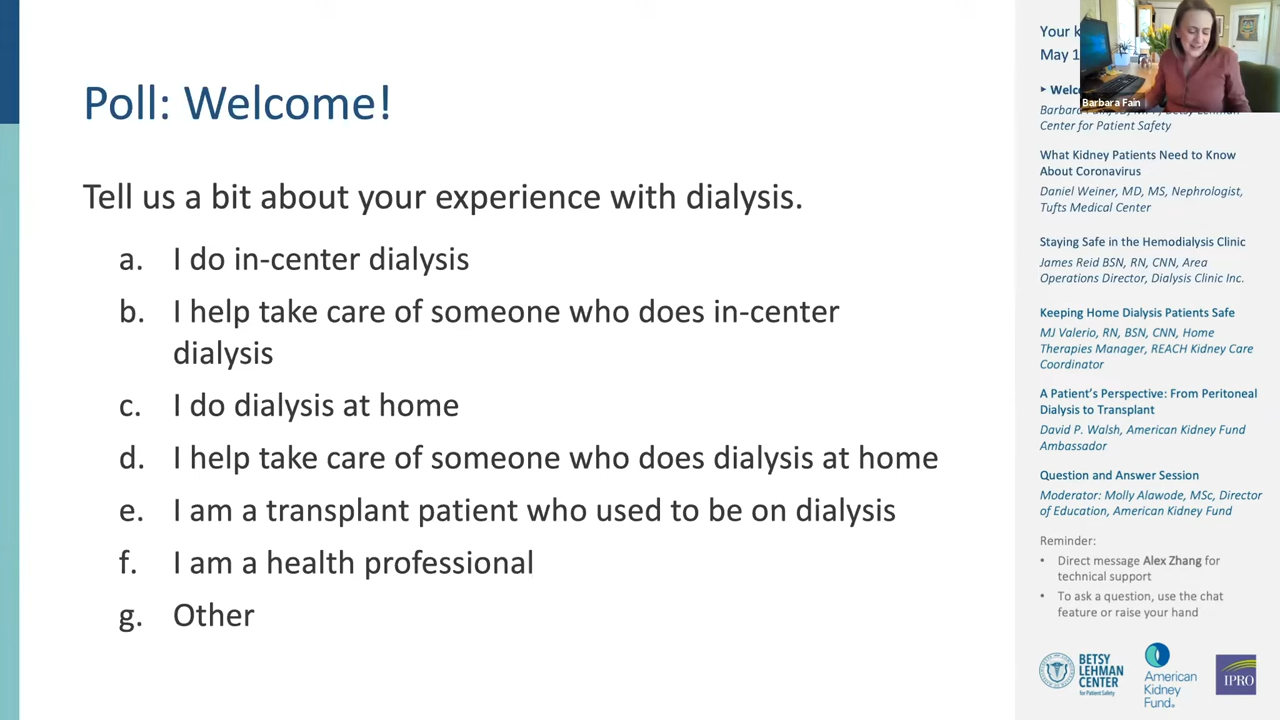 Poll: Welcome!
Tell us a bit about your experience with dialysis.
a. I do in-center dialysis
b. I help take care of someone who does in-center
dialysis
c. I do dialysis at home
d. I help take care of someone who does dialysis at home
e. I am a transplant patient who used to be on dialysis
f. I am a health professional
g. Other
Your
May 1
Barbara Fain
Center for Patient Safety
What Kidney Patients Need to Know
About Coronavirus
Daniel Weiner, MD, MS, Nephrologist,
Tufts Medical Center
Staying Safe in the Hemodialysis Clinic
James Reid BSN, RN, CNN, Area
Operations Director, Dialysis Clinic Inc.
Keeping Home Dialysis Patients Safe
MJ Valerio, RN, BSN, CNN, Home
Therapies Manager, REACH Kidney Care
Coordinator
A Patient's Perspective: From Peritoneal
Dialysis to Transplant
David P. Walsh, American Kidney Fund
Ambassador
Question and Answer Session
Moderator: Molly Alawode, MSc, Director
of Education, American Kidney Fund
Reminder:
• Direct message Alex Zhang for
technical support
• To ask a question, use the chat
feature or raise your hand
BETSY
LEHMAN
CENTER
for Patient Safety
American
Kidney
Fund®
IPRO